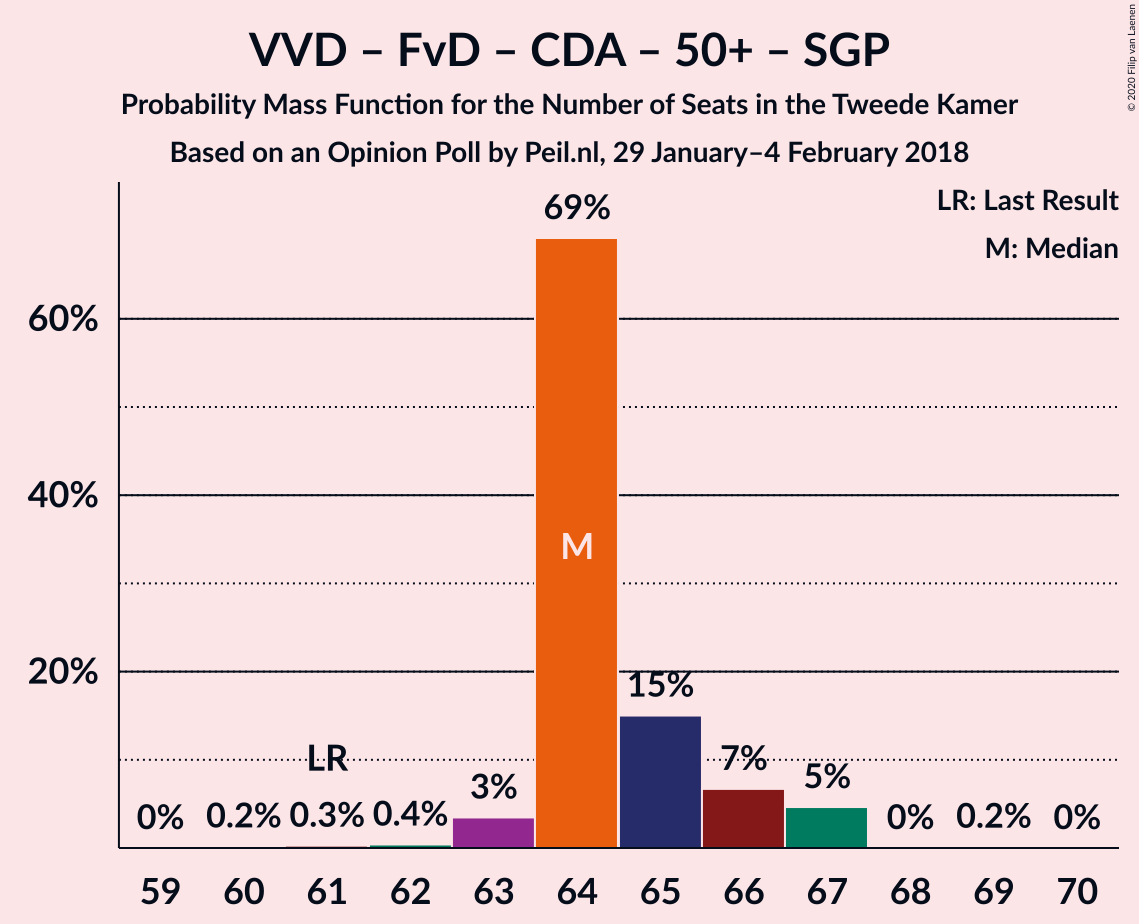 VVD – FvD – CDA – 50+ – SGP
Probability Mass Function for the Number of Seats in the Tweede Kamer
Based on an Opinion Poll by Peil.nl, 29 January–4 February 2018
© 2020 Filip van Laenen
LR: Last Result
M: Median
69%
60%
40%
M
20%
15%
LR
7%
5%
3%
0% 0.2% 0.3% 0.4% 0% 0.2% 0%
59 60 61 62 63 64 65 66 67 68 69 70